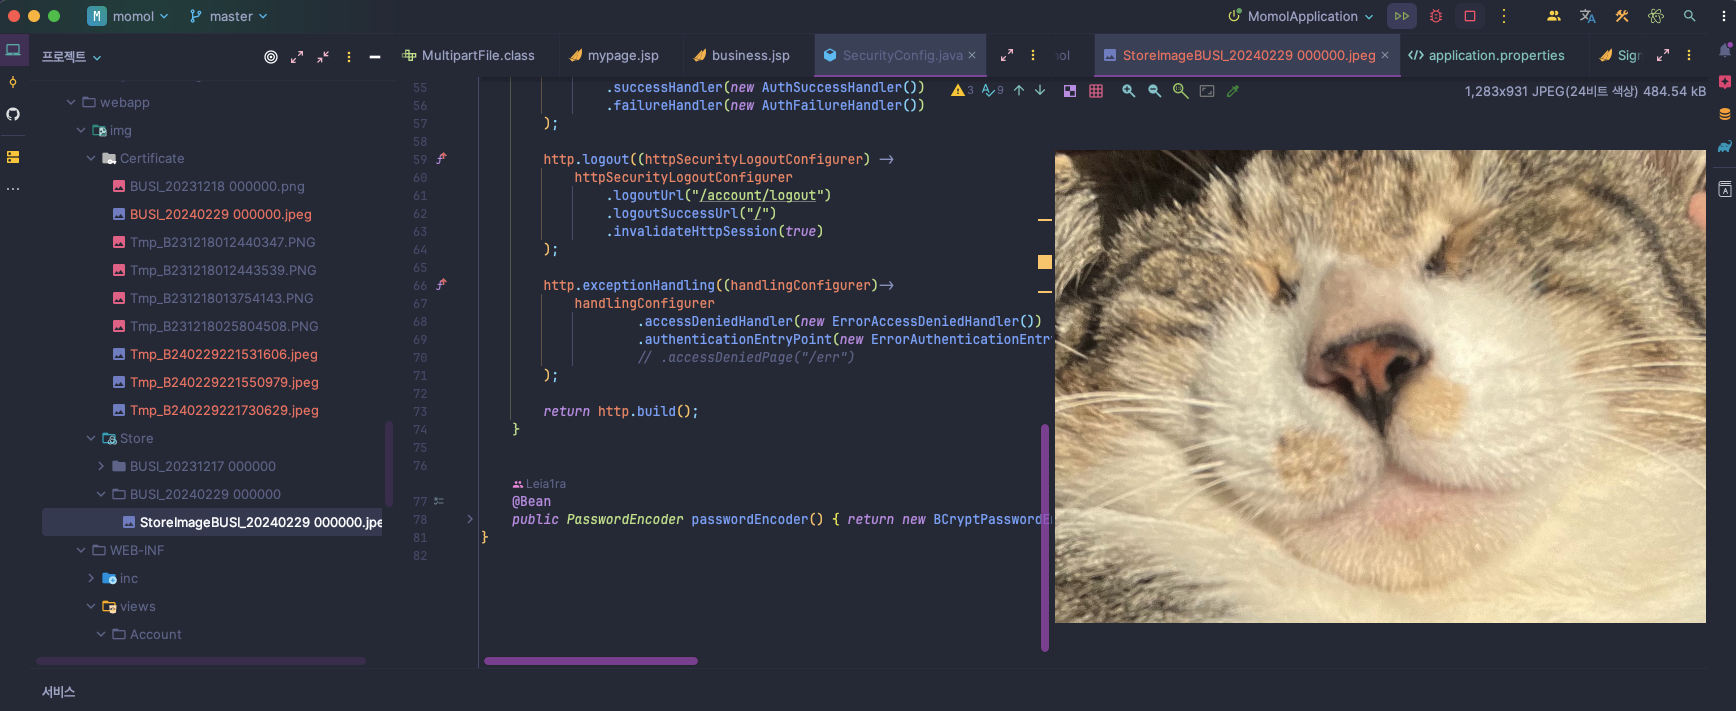 M momol master MomolApplication
프로젝트 MultipartFile.class mypage.jsp business.jsp SecurityConfig.java StoreImageBUSI_20240229 000000.jpeg application.properties Sign
3 9 1,283x931 JPEG(24비트 색상) 484.54 kB
webapp
img
Certificate
BUSI_20231218 000000.png
BUSI_20240229 000000.jpeg
Tmp_B231218012440347.PNG
Tmp_B231218012443539.PNG
Tmp_B231218013754143.PNG
Tmp_B231218025804508.PNG
Tmp_B240229221531606.jpeg
Tmp_B240229221550979.jpeg
Tmp_B240229221730629.jpeg
Store
BUSI_20231217 000000
BUSI_20240229 000000
StoreImageBUSI_20240229 000000.jpe
WEB-INF
inc
views
Account
55 .successHandler(new AuthSuccessHandler())
56 .failureHandler(new AuthFailureHandler())
57 );
58
59 http.logout((httpSecurityLogoutConfigurer) ->
60 httpSecurityLogoutConfigurer
61 .logoutUrl("/account/logout")
62 .logoutSuccessUrl("/")
63 .invalidateHttpSession(true)
64 );
65
66 http.exceptionHandling((handlingConfigurer)->
67 handlingConfigurer
68 .accessDeniedHandler(new ErrorAccessDeniedHandler())
69 .authenticationEntryPoint(new ErrorAuthenticationEntr
70 // .accessDeniedPage("/err")
71 );
72
73 return http.build();
74 }
75
76
Leia1ra
77 @Bean
78 public PasswordEncoder passwordEncoder() { return new BCryptPasswordE
81 }
82
서비스